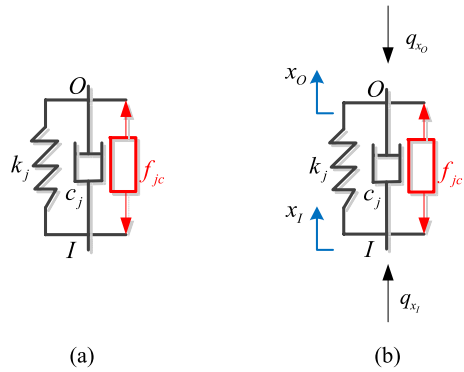 O
k_j
c_j
f_jc
I
(a)
q_{x_O}
x_O
O
k_j
c_j
f_jc
x_I
I
q_{x_I}
(b)